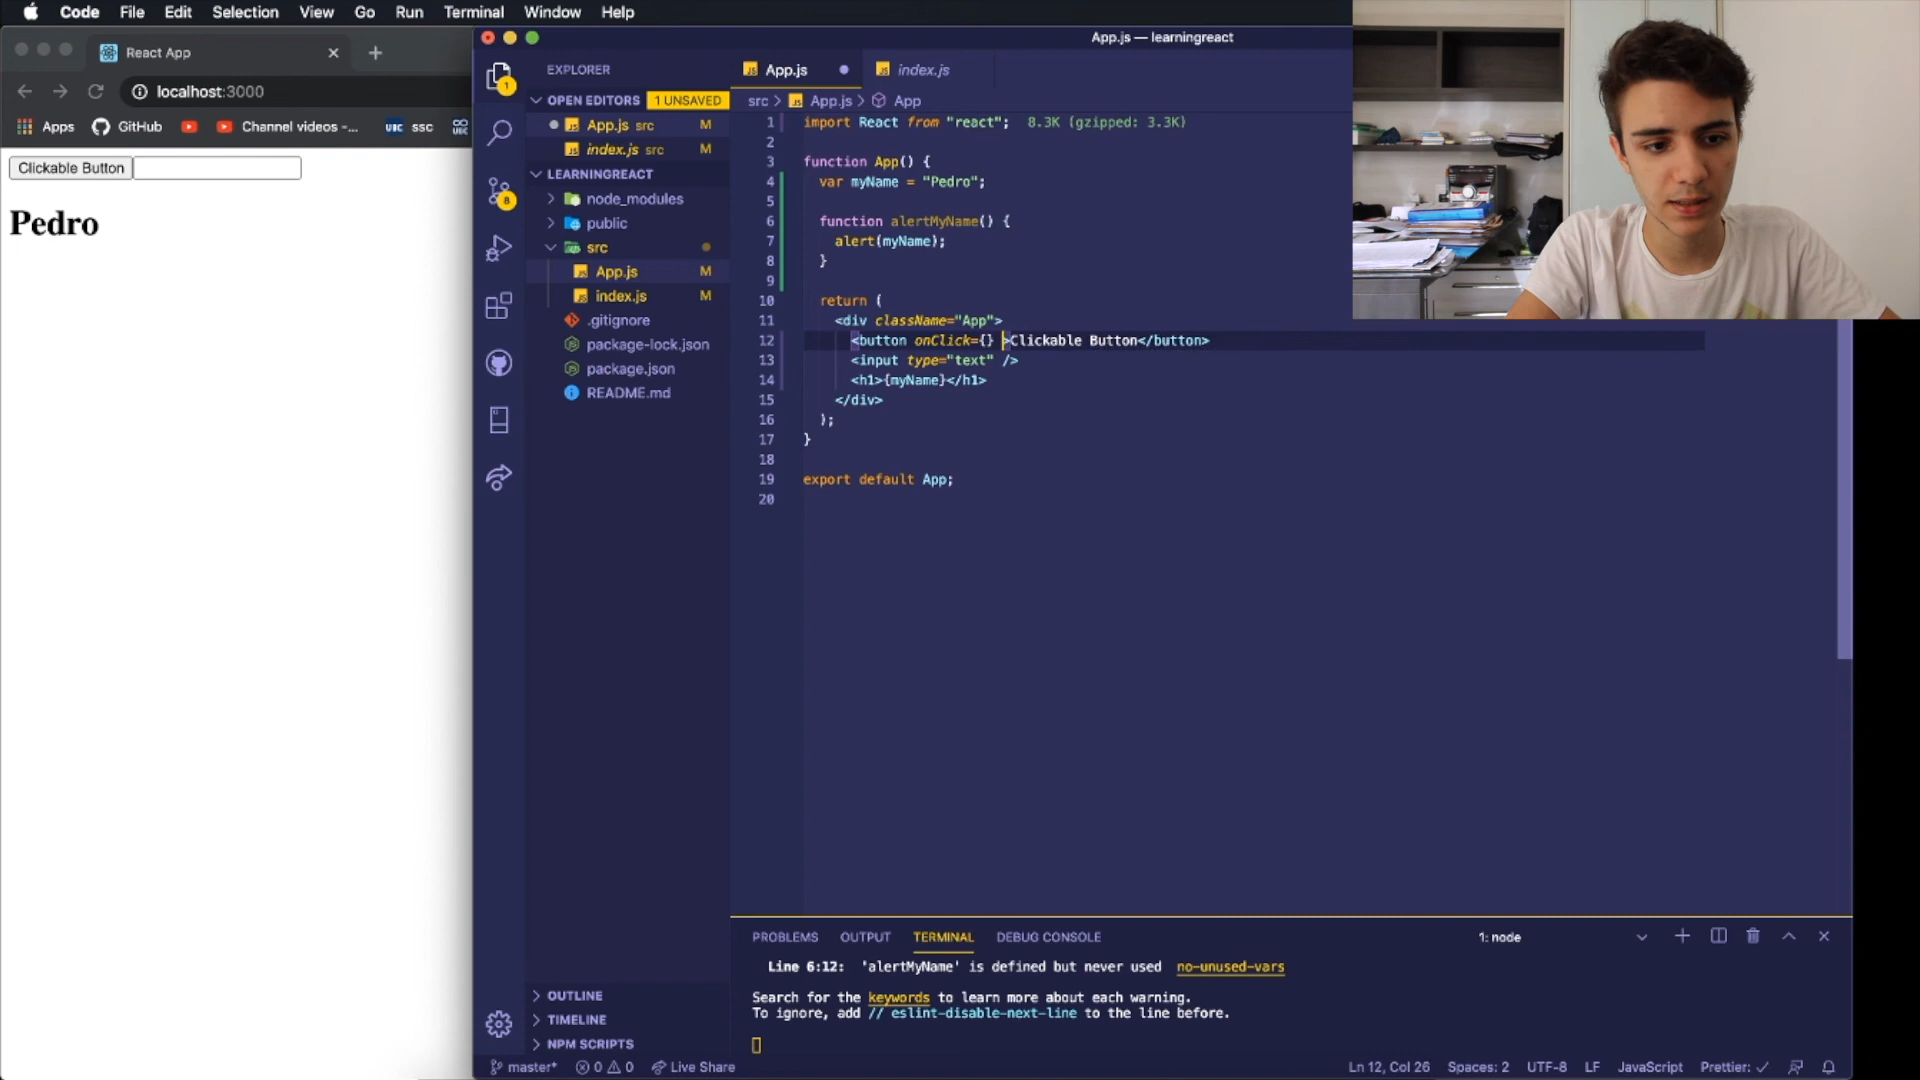 Code File Edit Selection View Go Run Terminal Window Help
React App
localhost:3000
Apps GitHub Channel videos -... UBC ssc
Clickable Button
Pedro
App.js — learningreact
EXPLORER
OPEN EDITORS 1 UNSAVED
App.js src M
index.js src M
LEARNINGREACT
node_modules
public
src
App.js M
index.js M
.gitignore
package-lock.json
package.json
README.md
OUTLINE
TIMELINE
NPM SCRIPTS
1
8
JS App.js JS index.js
src > JS App.js > App
1 import React from "react"; 8.3K (gzipped: 3.3K)
2
3 function App() {
4 var myName = "Pedro";
5
6 function alertMyName() {
7 alert(myName);
8 }
9
10 return (
11 <div className="App">
12 <button onClick={} >Clickable Button</button>
13 <input type="text" />
14 <h1>{myName}</h1>
15 </div>
16 );
17 }
18
19 export default App;
20
PROBLEMS OUTPUT TERMINAL DEBUG CONSOLE 1: node
Line 6:12: 'alertMyName' is defined but never used no-unused-vars
Search for the keywords to learn more about each warning.
To ignore, add // eslint-disable-next-line to the line before.
master* 0 0 Live Share Ln 12, Col 26 Spaces: 2 UTF-8 LF JavaScript Prettier: ✓